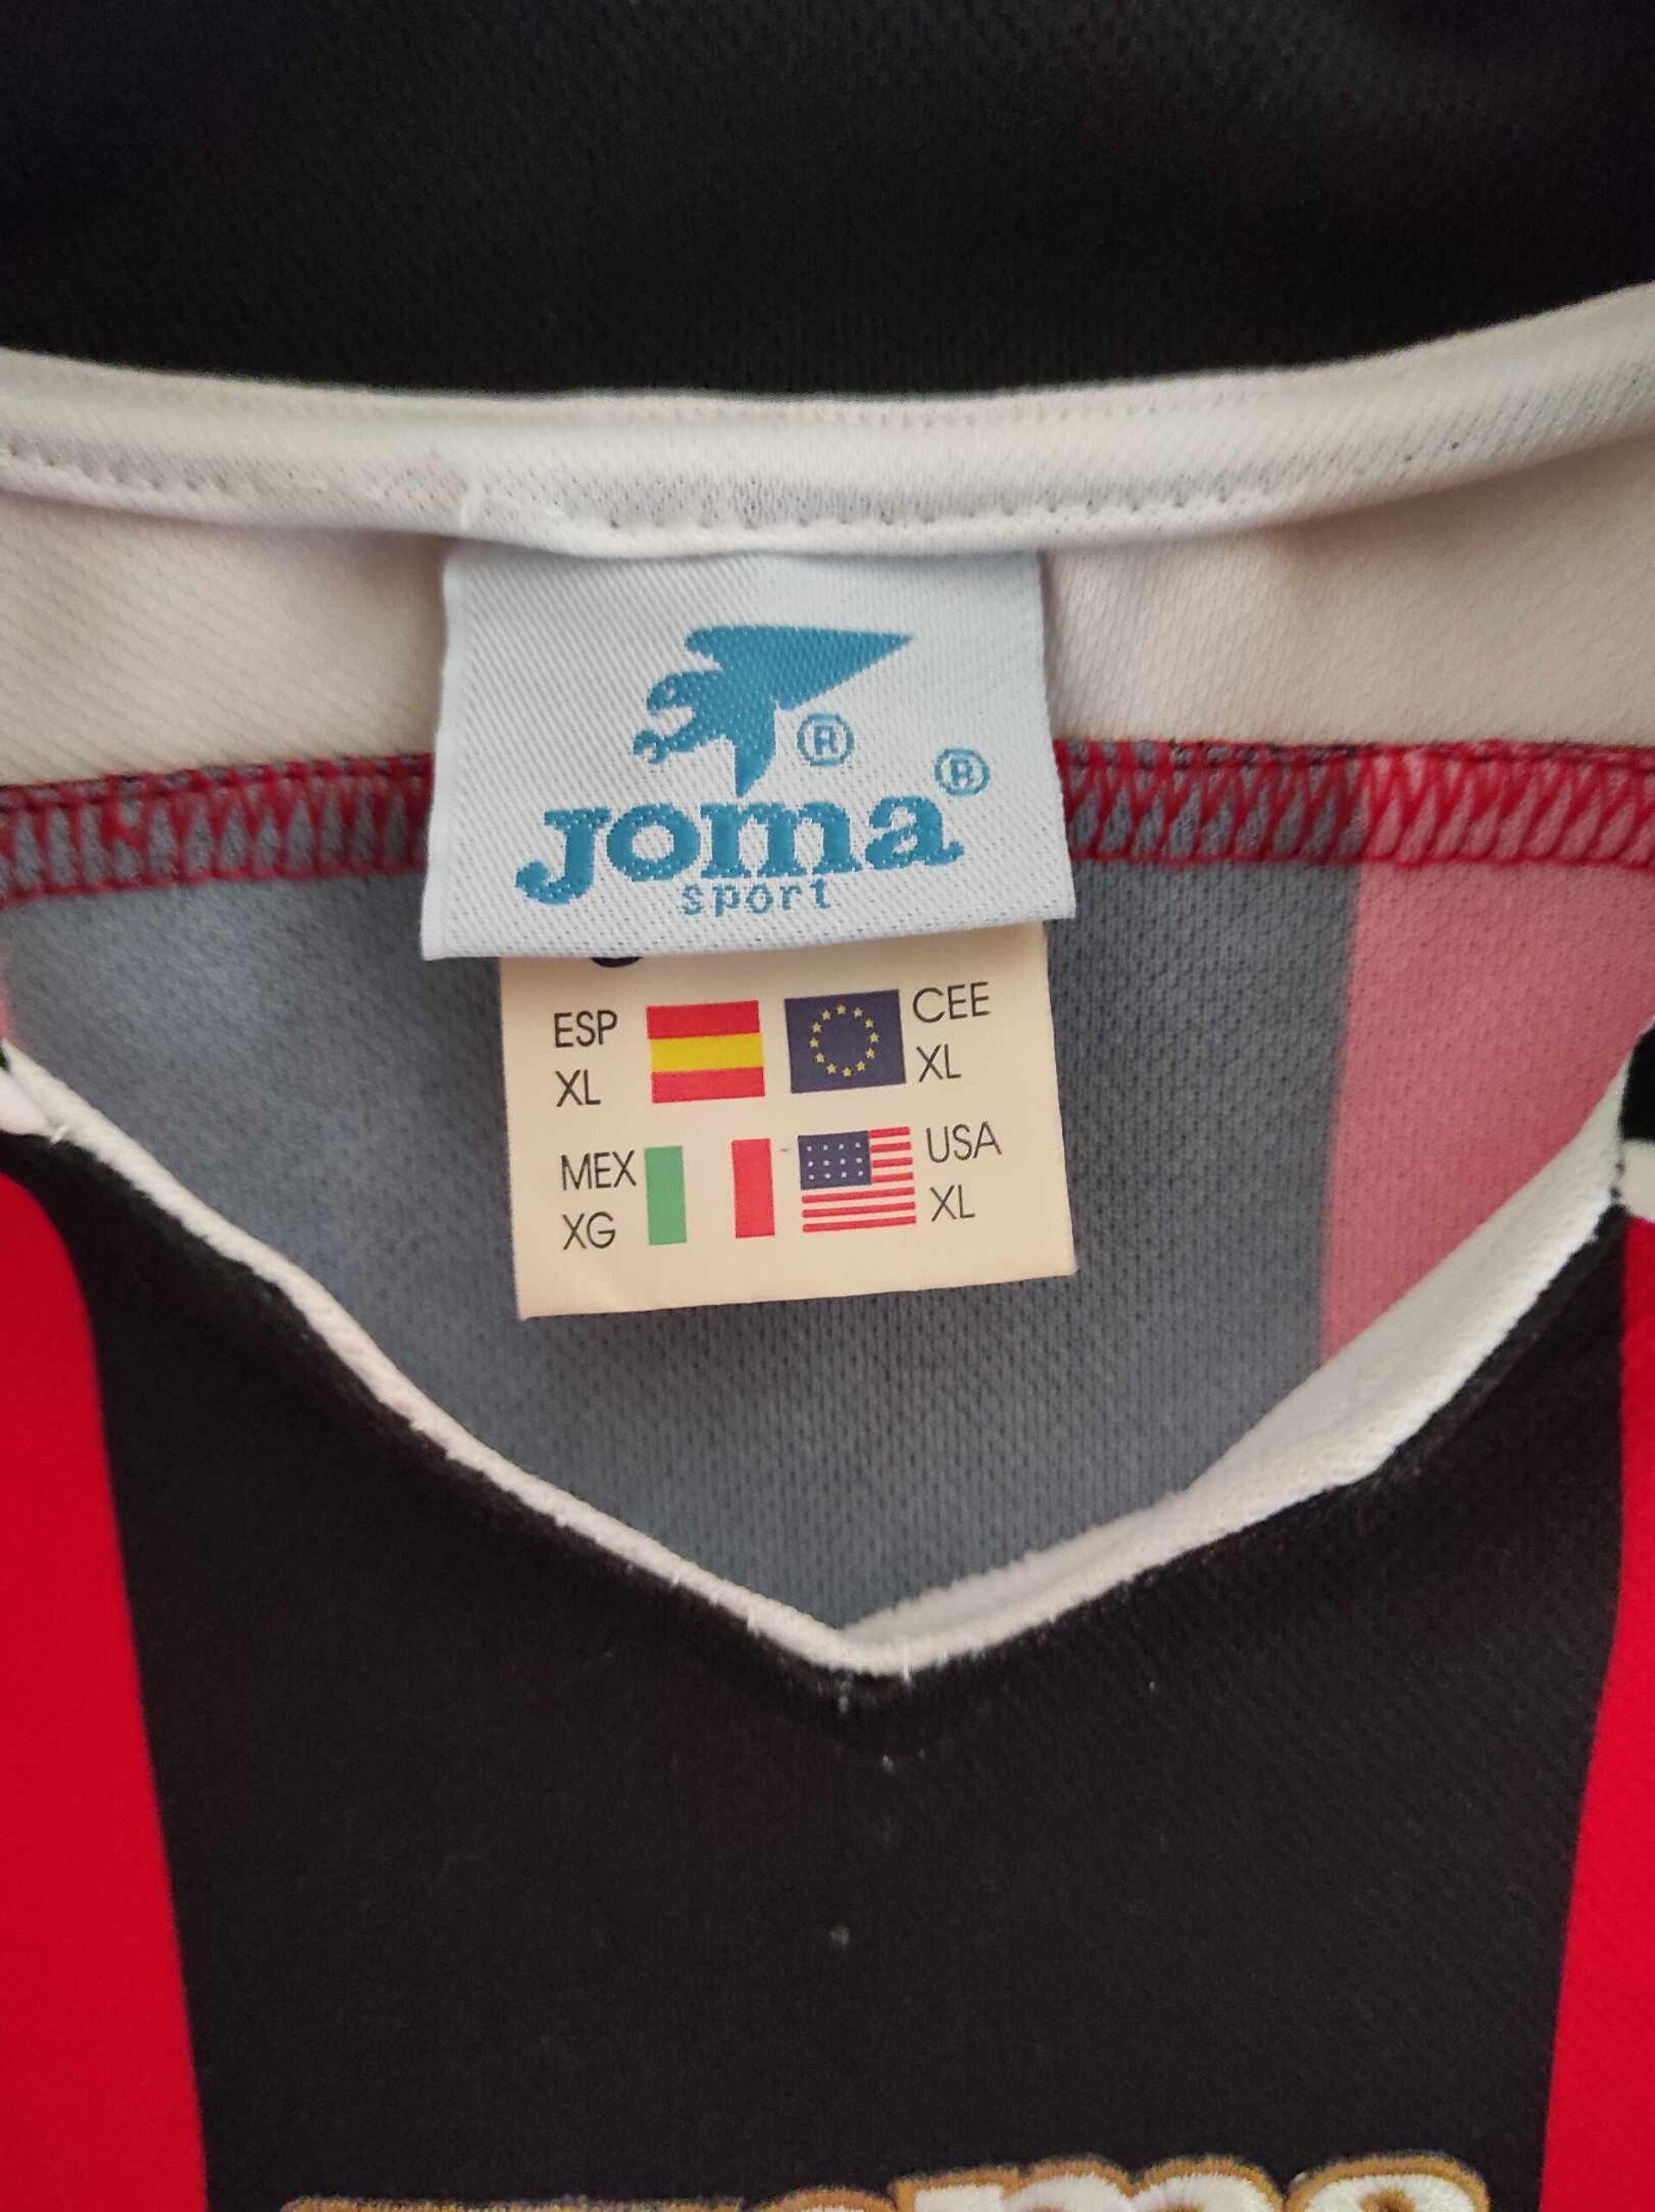 ®
Joma®
sport
ESP
XL
CEE
XL
MEX
XG
USA
XL